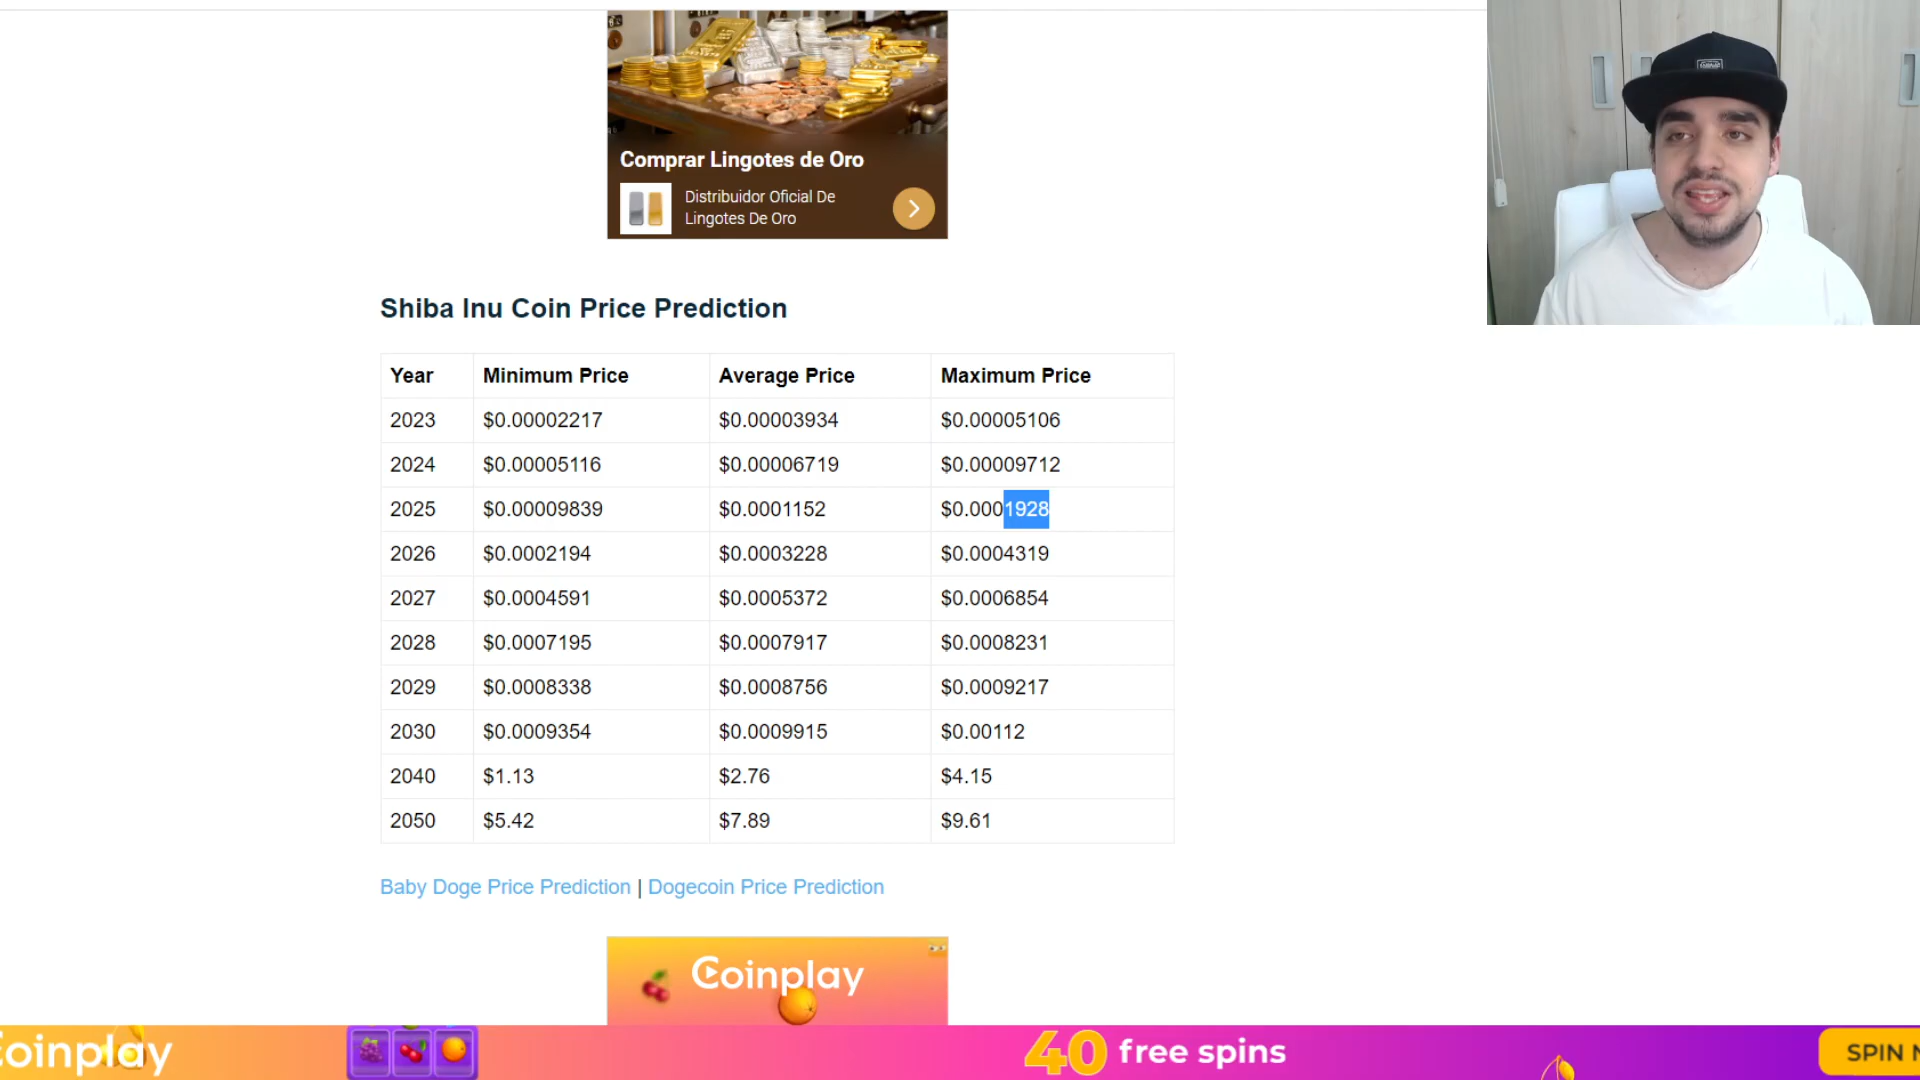 Comprar Lingotes de Oro
Distribuidor Oficial De
Lingotes De Oro
Shiba Inu Coin Price Prediction
Year Minimum Price Average Price Maximum Price
2023 $0.00002217 $0.00003934 $0.00005106
2024 $0.00005116 $0.00006719 $0.00009712
2025 $0.00009839 $0.0001152 $0.0001928
2026 $0.0002194 $0.0003228 $0.0004319
2027 $0.0004591 $0.0005372 $0.0006854
2028 $0.0007195 $0.0007917 $0.0008231
2029 $0.0008338 $0.0008756 $0.0009217
2030 $0.0009354 $0.0009915 $0.00112
2040 $1.13 $2.76 $4.15
2050 $5.42 $7.89 $9.61
Baby Doge Price Prediction | Dogecoin Price Prediction
Coinplay
Coinplay 40 free spins SPIN N